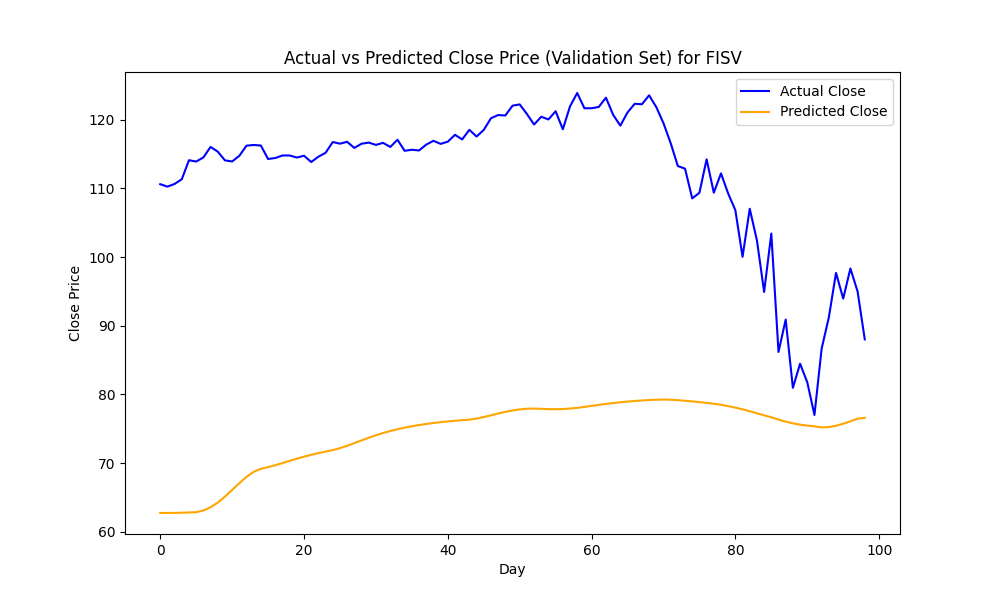 Actual vs Predicted Close Price (Validation Set) for FISV
Actual Close
Predicted Close
Close Price
120
110
100
90
80
70
60
0 20 40 60 80 100
Day